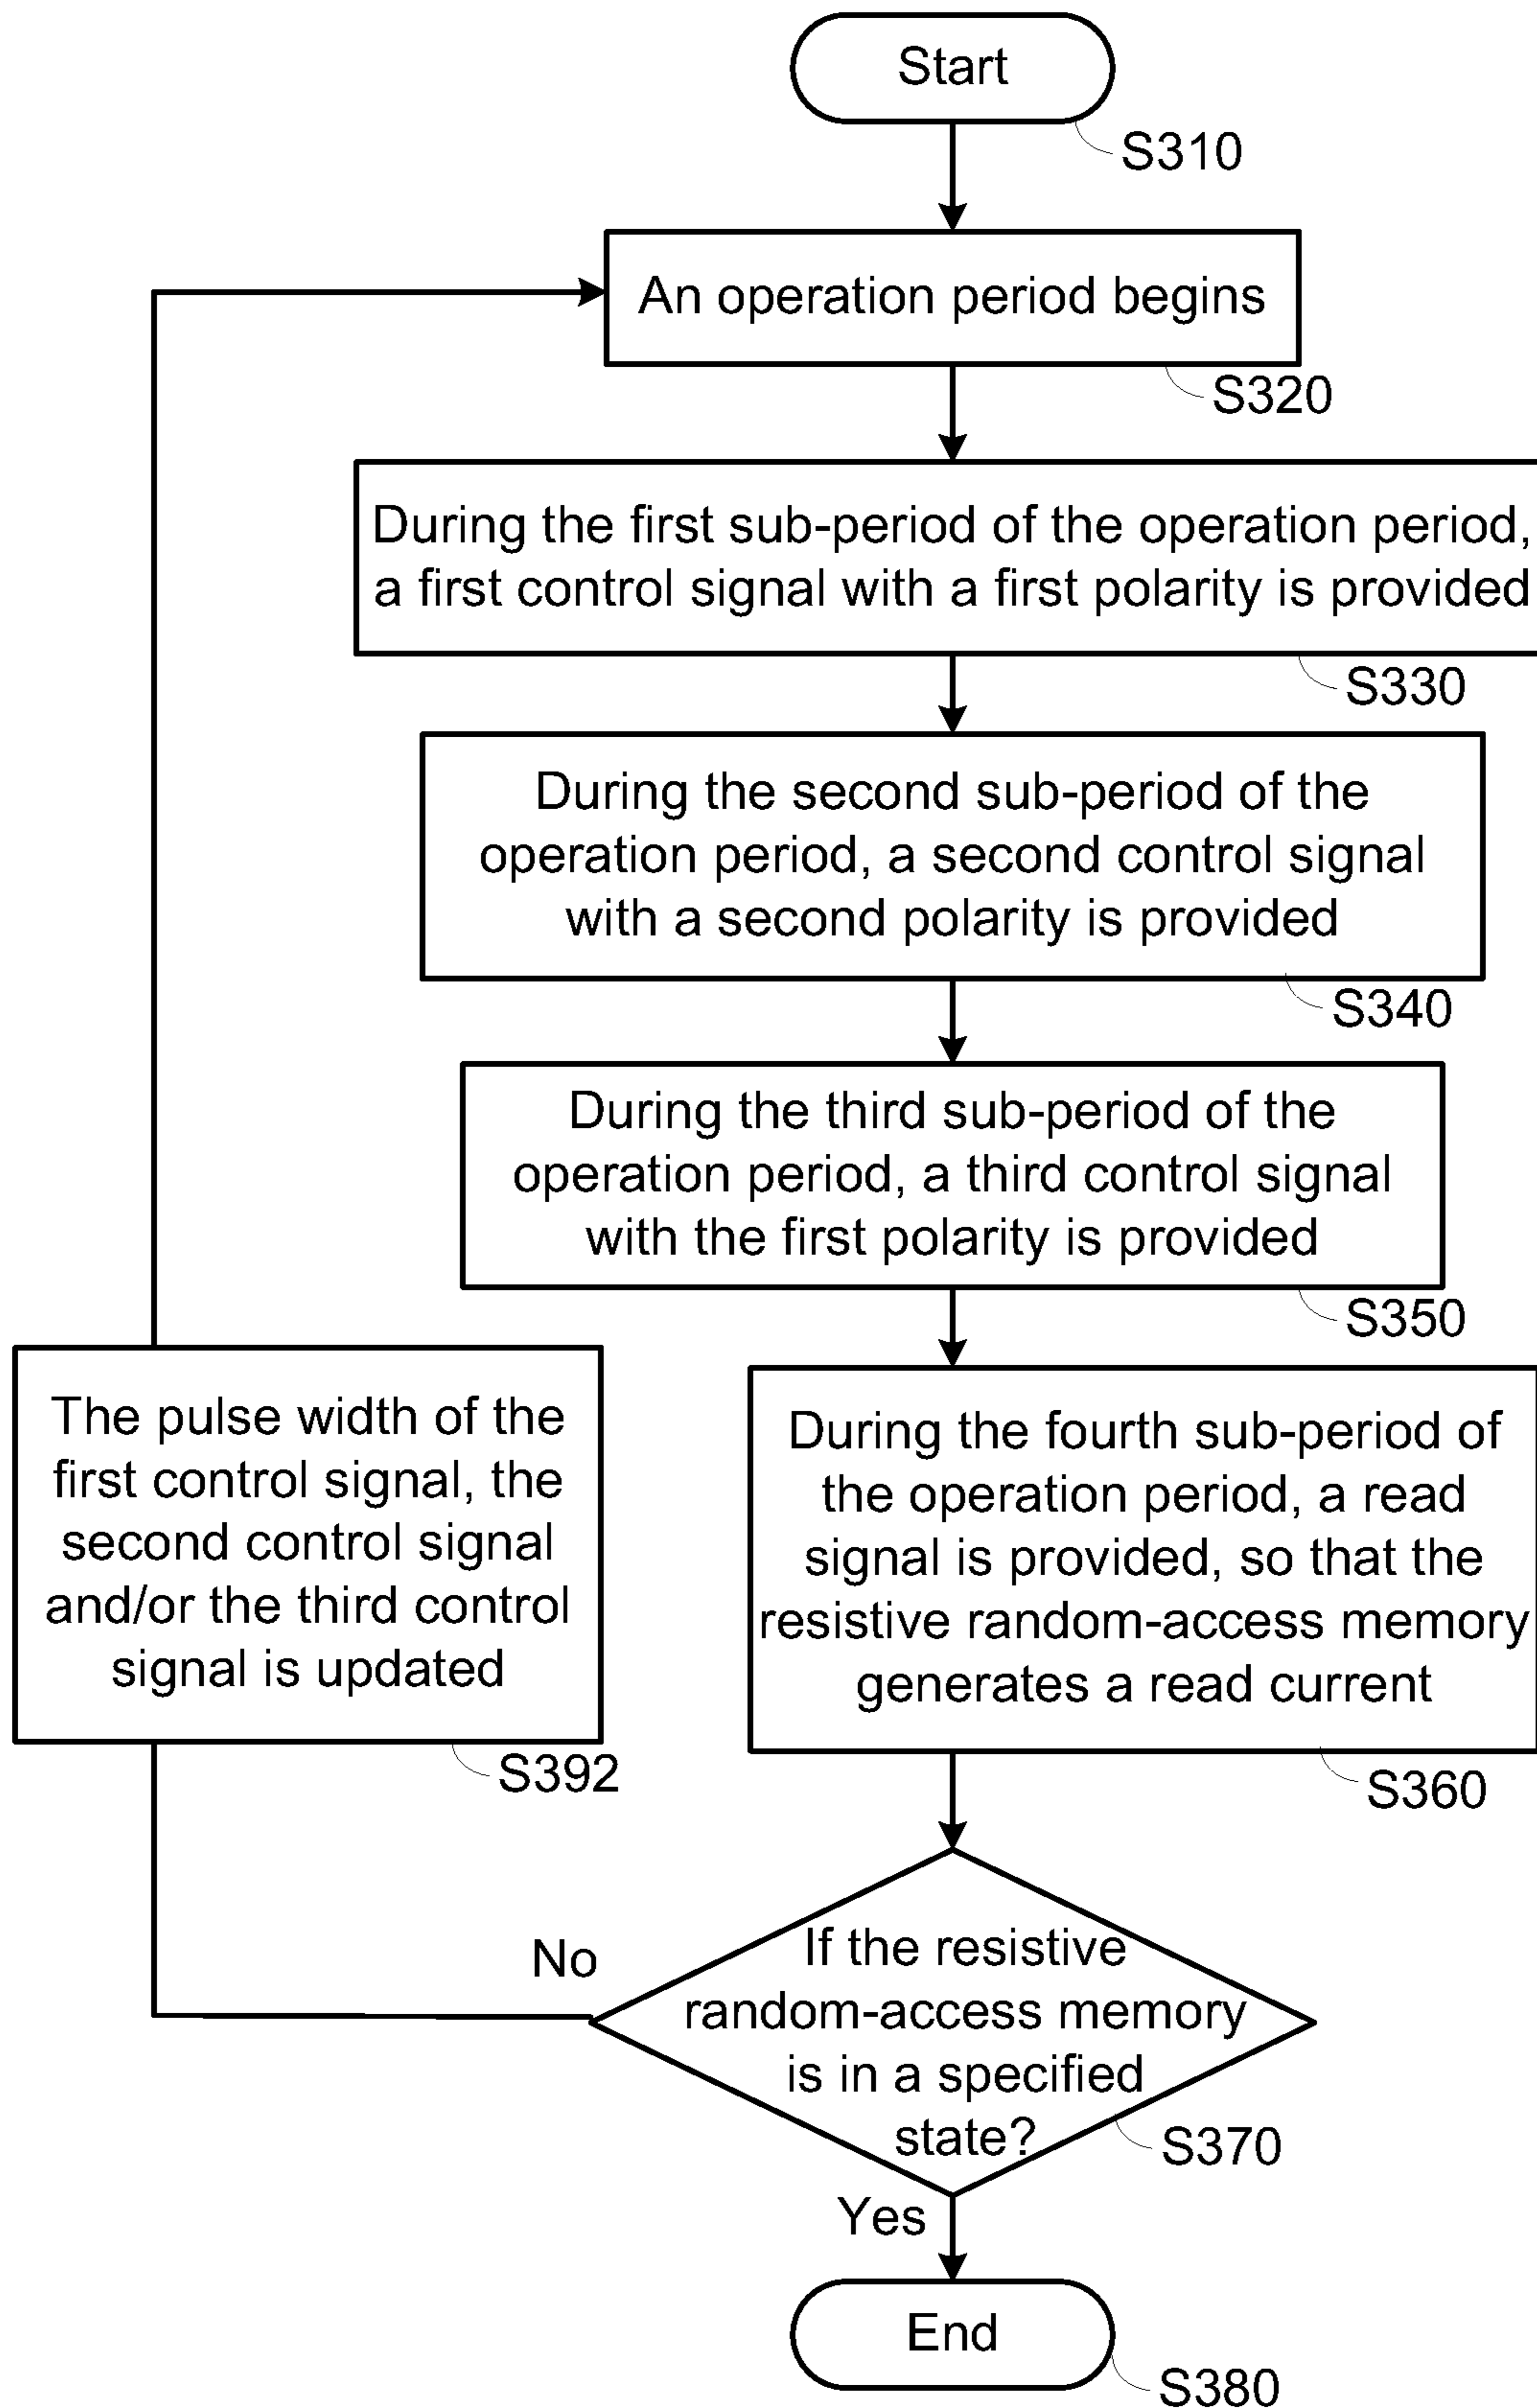 Start
S310
An operation period begins
S320
During the first sub-period of the operation period,
a first control signal with a first polarity is provided
S330
During the second sub-period of the
operation period, a second control signal
with a second polarity is provided
S340
During the third sub-period of the
operation period, a third control signal
with the first polarity is provided
S350
During the fourth sub-period of
the operation period, a read
signal is provided, so that the
resistive random-access memory
generates a read current
S360
If the resistive
random-access memory
is in a specified
state?
S370
No
The pulse width of the
first control signal, the
second control signal
and/or the third control
signal is updated
S392
Yes
End
S380